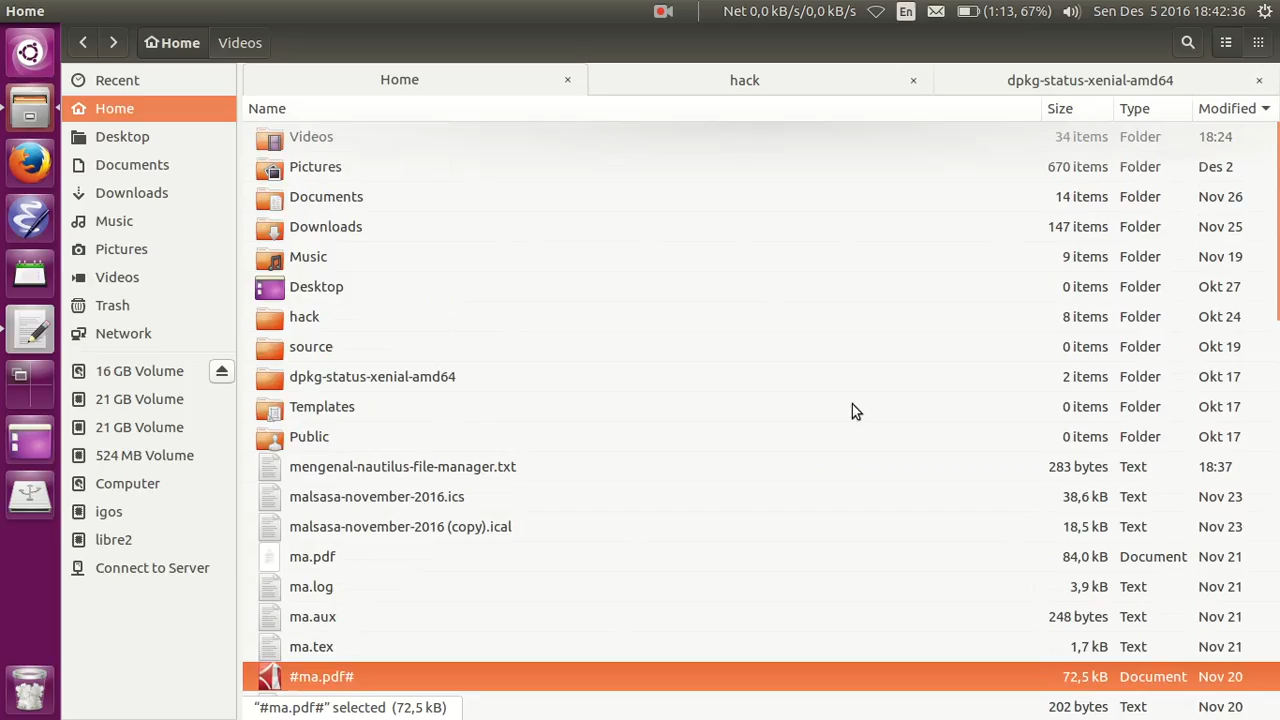 Home Net 0,0 kB/s/0,0 kB/s En (1:13, 67%) Sen Des 5 2016 18:42:36
Home Videos
Recent
Home
Desktop
Documents
Downloads
Music
Pictures
Videos
Trash
Network
16 GB Volume
21 GB Volume
21 GB Volume
524 MB Volume
Computer
igos
libre2
Connect to Server
Home × hack × dpkg-status-xenial-amd64 ×
Name Size Type Modified
Videos 34 items Folder 18:24
Pictures 670 items Folder Des 2
Documents 14 items Folder Nov 26
Downloads 147 items Folder Nov 25
Music 9 items Folder Nov 19
Desktop 0 items Folder Okt 27
hack 8 items Folder Okt 24
source 0 items Folder Okt 19
dpkg-status-xenial-amd64 2 items Folder Okt 17
Templates 0 items Folder Okt 17
Public 0 items Folder Okt 17
mengenal-nautilus-file-manager.txt 263 bytes Text 18:37
malsasa-november-2016.ics 38,6 kB Text Nov 23
malsasa-november-2016 (copy).ical 18,5 kB Text Nov 23
ma.pdf 84,0 kB Document Nov 21
ma.log 3,9 kB Text Nov 21
ma.aux 248 bytes Text Nov 21
ma.tex 1,7 kB Text Nov 21
#ma.pdf# 72,5 kB Document Nov 20
202 bytes Text Nov 20
“#ma.pdf#” selected (72,5 kB)